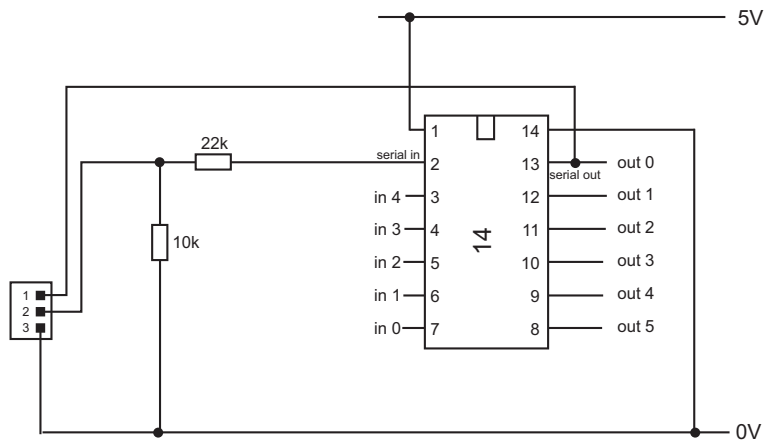 5V
22k
serial in
1
14
2
13
out 0
serial out
in 4
3
12
out 1
in 3
4
11
out 2
14
10k
in 2
5
10
out 3
1
in 1
6
9
out 4
2
3
in 0
7
8
out 5
0V